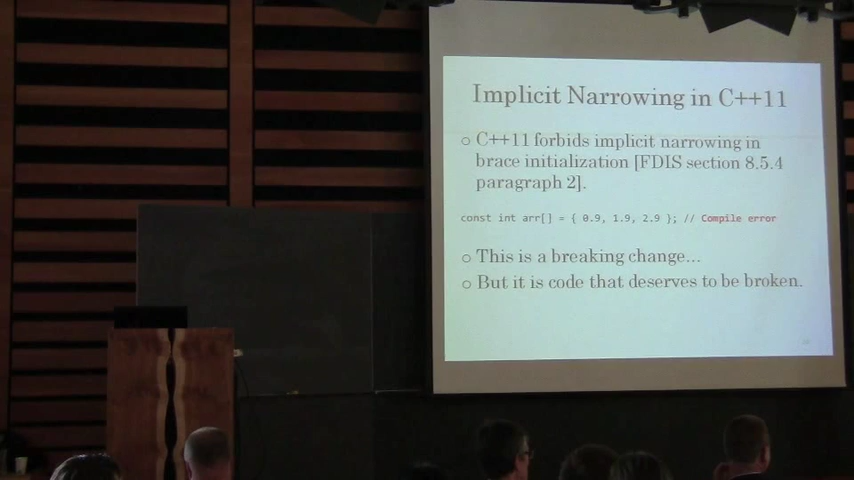 Implicit Narrowing in C++11
○ C++11 forbids implicit narrowing in
brace initialization [FDIS section 8.5.4
paragraph 2].
const int arr[] = { 0.9, 1.9, 2.9 }; // Compile error
○ This is a breaking change...
○ But it is code that deserves to be broken.